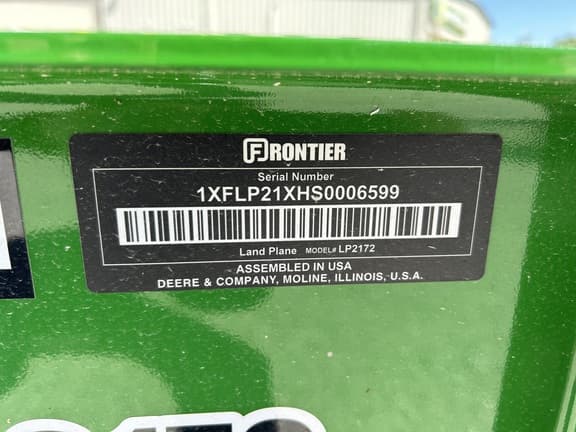 FRONTIER
Serial Number
1XFLP21XHS0006599
Land Plane MODEL# LP2172
ASSEMBLED IN USA
DEERE & COMPANY, MOLINE, ILLINOIS, U.S.A.